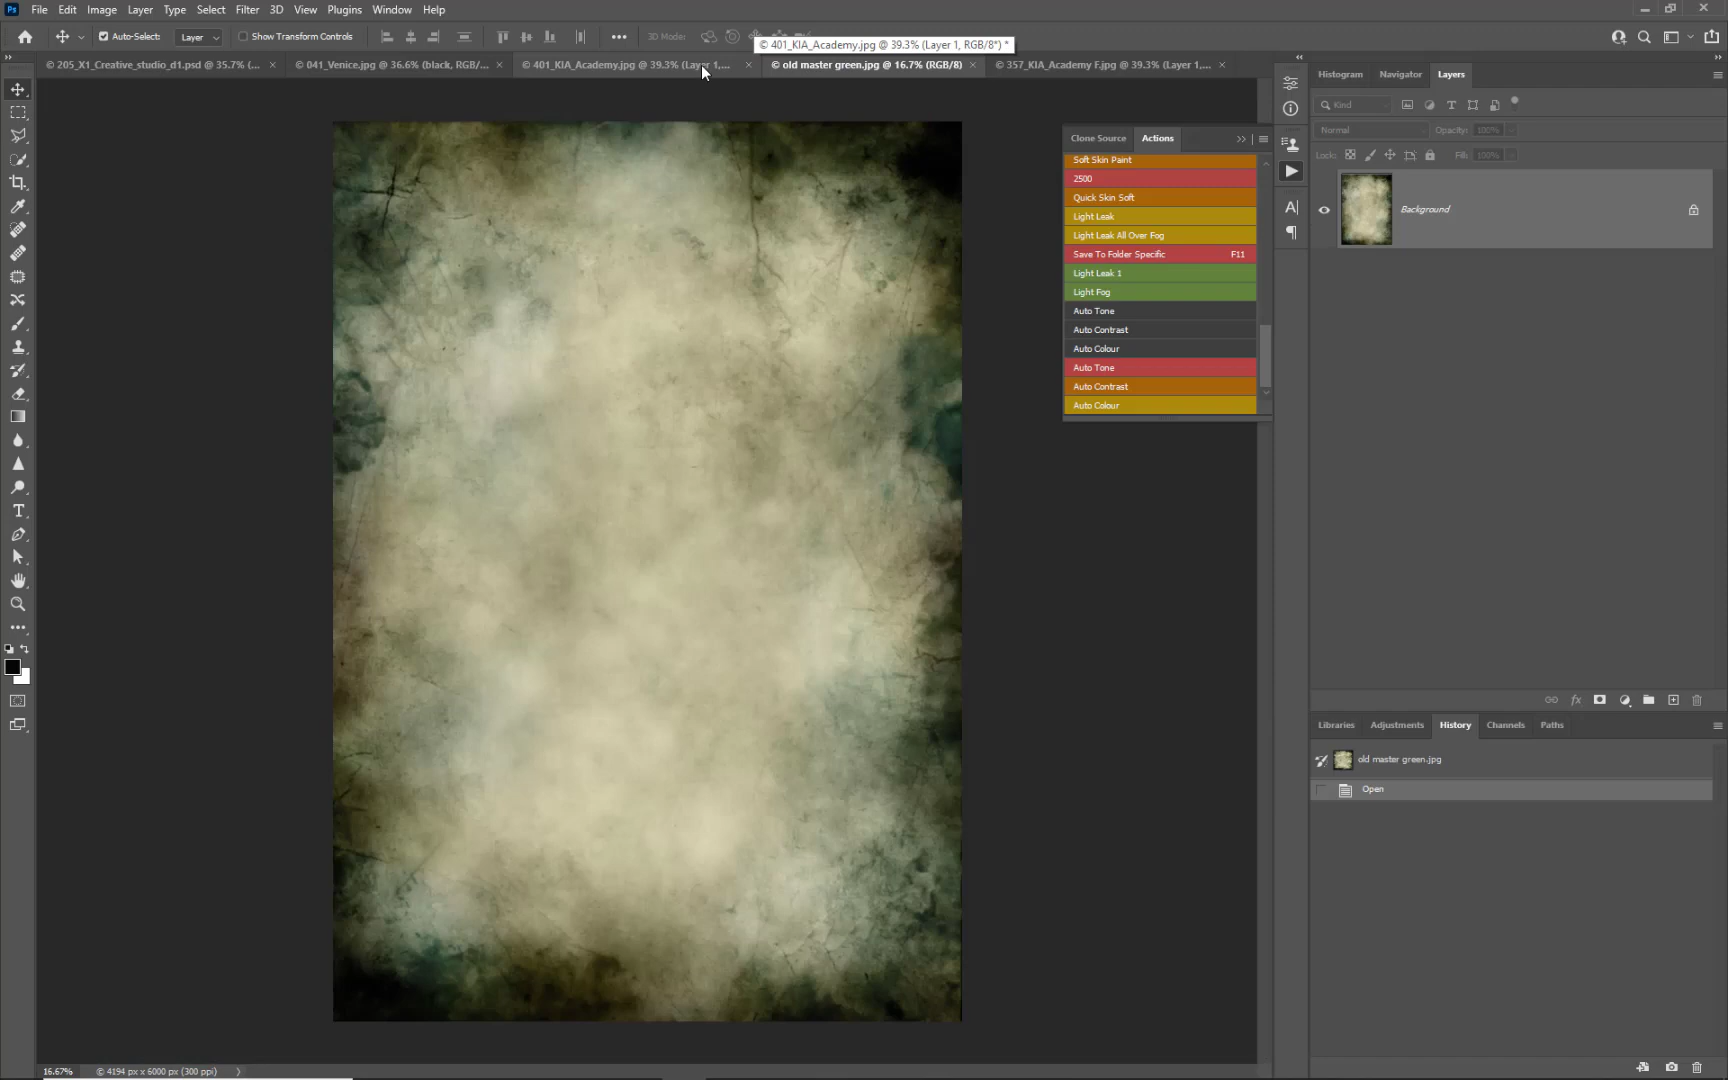 Ps File Edit Image Layer Type Select Filter 3D View Plugins Window Help
Auto-Select: Layer Show Transform Controls 3D Mode:
© 401_KIA_Academy.jpg @ 39.3% (Layer 1, RGB/8*) *
© 205_X1_Creative_studio_d1.psd @ 35.7% (... × © 041_Venice.jpg @ 36.6% (black, RGB/... × © 401_KIA_Academy.jpg @ 39.3% (Layer 1,... × © old master green.jpg @ 16.7% (RGB/8) × © 357_KIA_Academy F.jpg @ 39.3% (Layer 1,... ×
Histogram Navigator Layers
Kind
Normal Opacity: 100%
Lock: Fill: 100%
Background
Clone Source Actions
Soft Skin Paint
2500
Quick Skin Soft
Light Leak
Light Leak All Over Fog
Save To Folder Specific F11
Light Leak 1
Light Fog
Auto Tone
Auto Contrast
Auto Colour
Auto Tone
Auto Contrast
Auto Colour
Libraries Adjustments History Channels Paths
old master green.jpg
Open
16.67% © 4194 px x 6000 px (300 ppi)